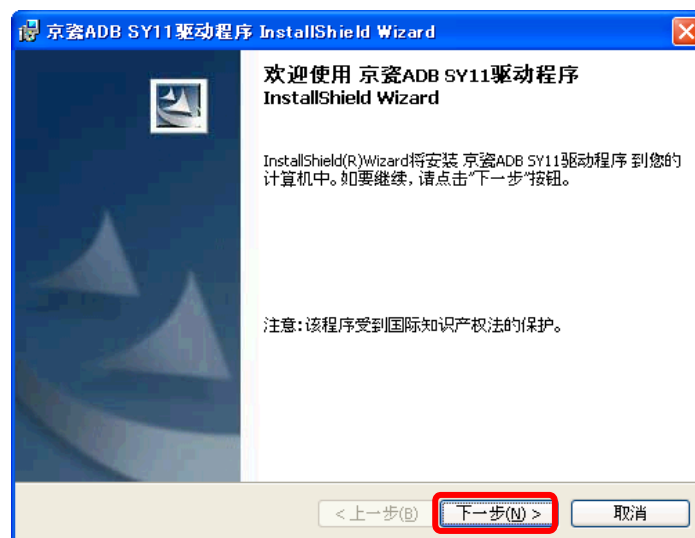 京瓷ADB SY11驱动程序 InstallShield Wizard
欢迎使用 京瓷ADB SY11驱动程序
InstallShield Wizard
InstallShield(R)Wizard将安装 京瓷ADB SY11驱动程序 到您的
计算机中。如要继续，请点击“下一步”按钮。
注意：该程序受到国际知识产权法的保护。
<上一步(B) 下一步(N) > 取消